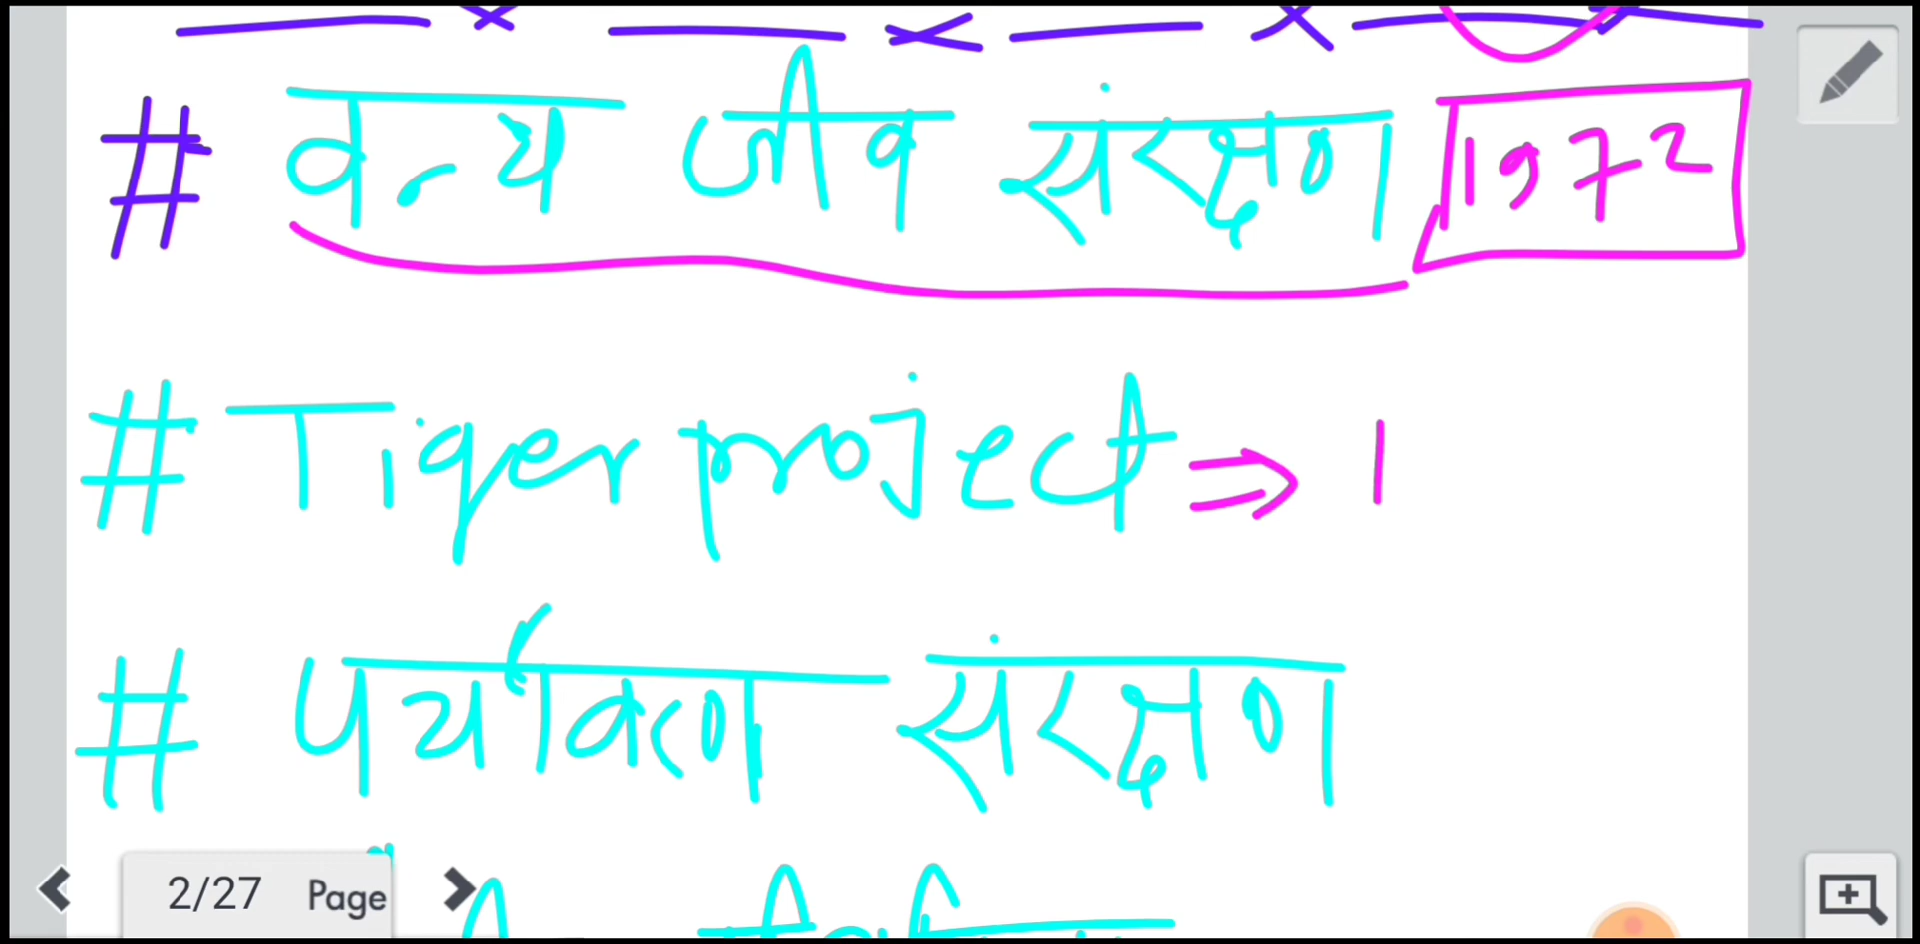 # वन्य जीव संरक्षण 1972
# Tiger project ⇒ 1
# पर्यावरण संरक्षण
2/27 Page